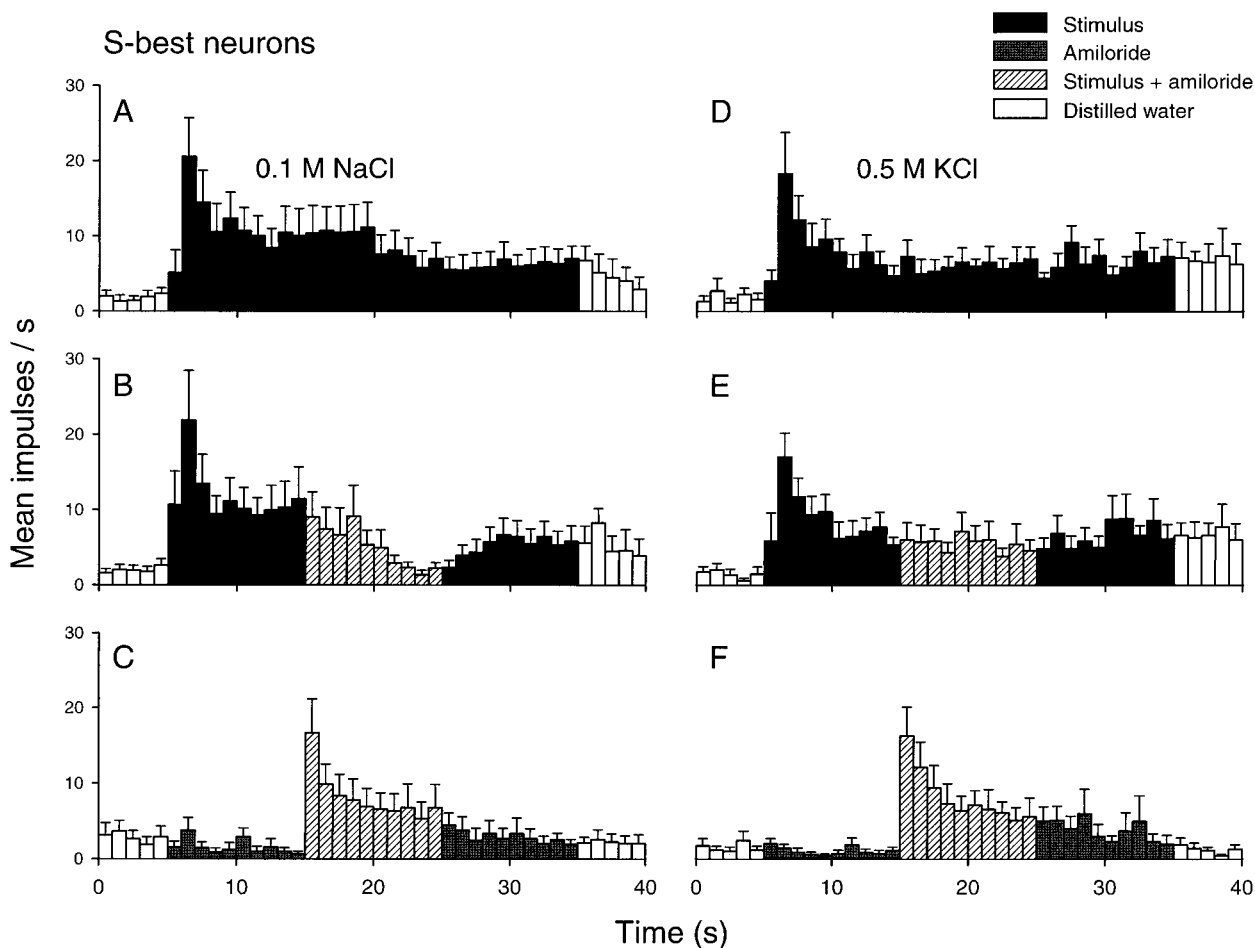 S-best neurons
Stimulus
Amiloride
Stimulus + amiloride
Distilled water
Mean impulses / s
30
20
10
0
A
0.1 M NaCl
D
0.5 M KCl
30
20
10
0
B
E
30
20
10
0
C
F
0 10 20 30 40
0 10 20 30 40
Time (s)